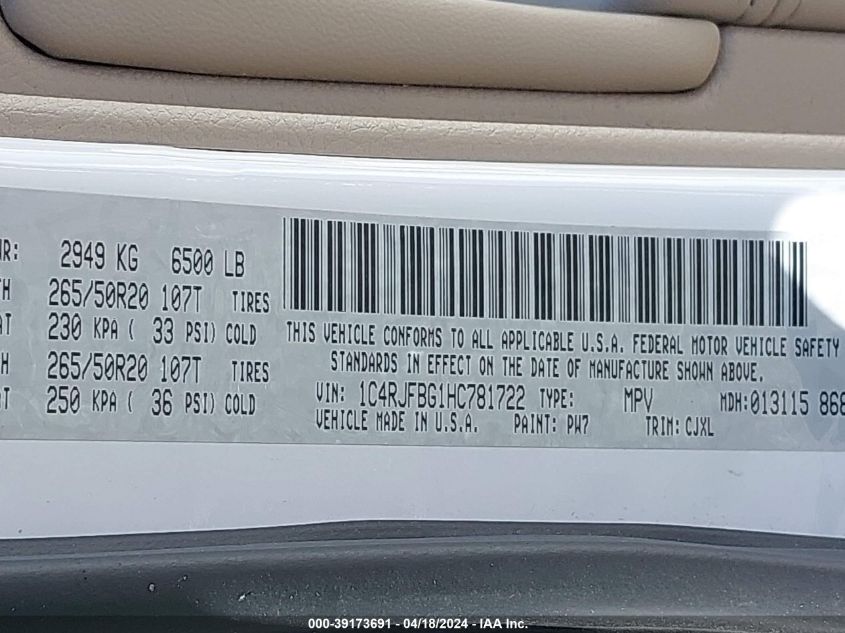 2949 KG 6500 LB
265/50R20 107T TIRES
230 KPA ( 33 PSI) COLD
265/50R20 107T TIRES
250 KPA ( 36 PSI) COLD
THIS VEHICLE CONFORMS TO ALL APPLICABLE U.S.A. FEDERAL MOTOR VEHICLE SAFETY
STANDARDS IN EFFECT ON THE DATE OF MANUFACTURE SHOWN ABOVE.
VIN: 1C4RJFBG1HC781722 TYPE: MPV MDH:013115 868
VEHICLE MADE IN U.S.A. PAINT: PW7 TRIM: CJXL
000-39173691 - 04/18/2024 - IAA Inc.